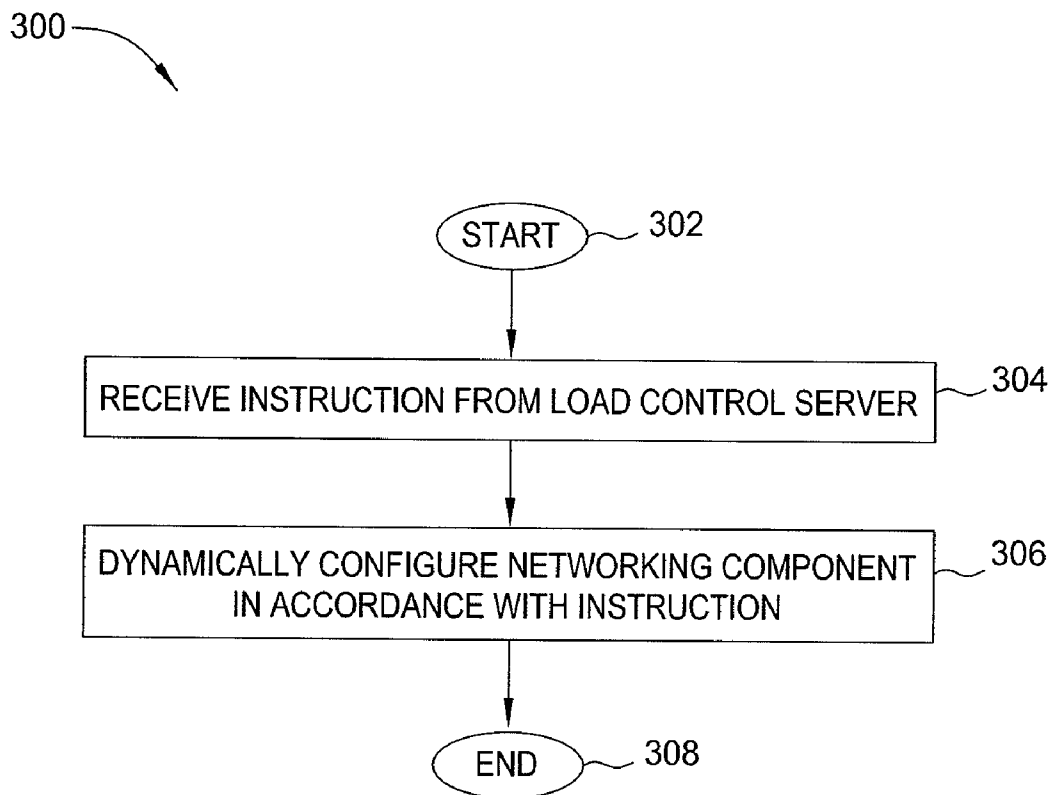 300
START
302
RECEIVE INSTRUCTION FROM LOAD CONTROL SERVER
304
DYNAMICALLY CONFIGURE NETWORKING COMPONENT
IN ACCORDANCE WITH INSTRUCTION
306
END
308